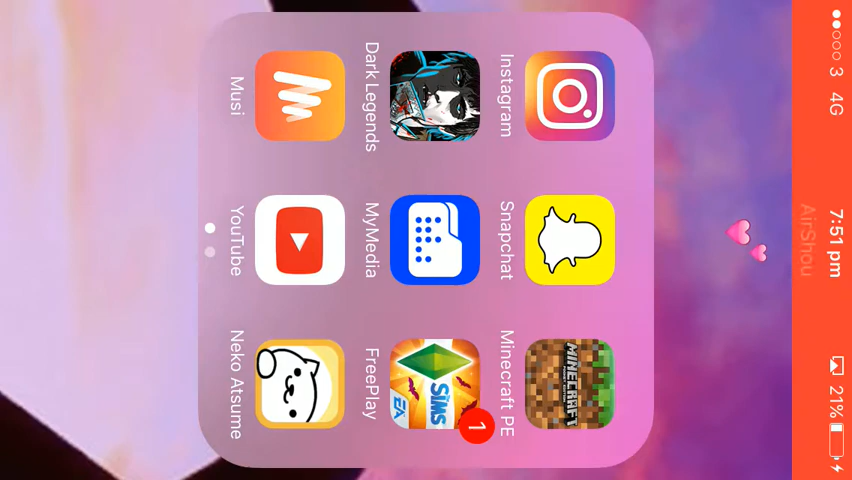 3 4G 7:51 pm 21%
AirShou
Instagram Snapchat Minecraft PE
MINECRAFT
Dark Legends MyMedia FreePlay
SIMS
EA
1
Musi YouTube Neko Atsume